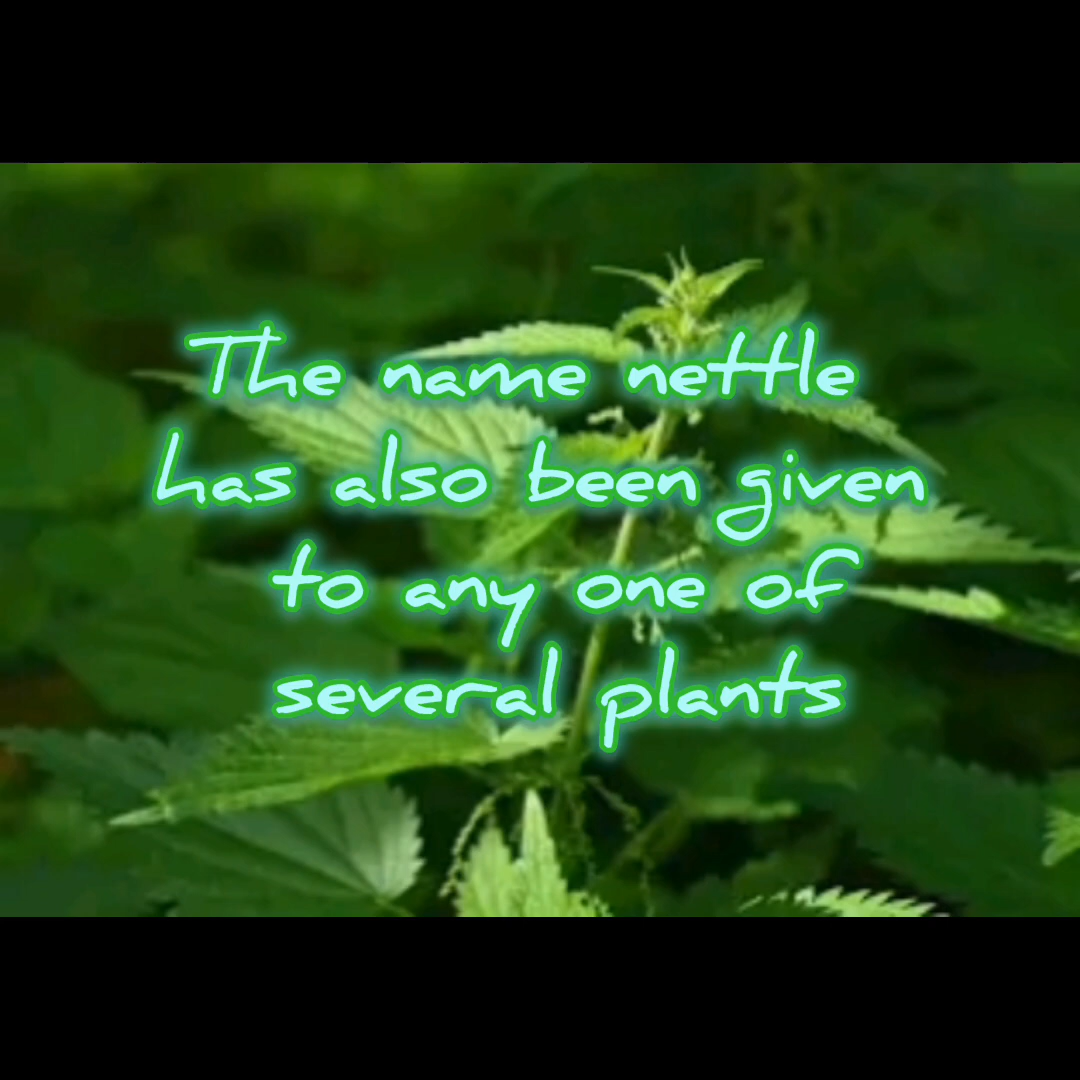 The name nettle
has also been given
to any one of
several plants